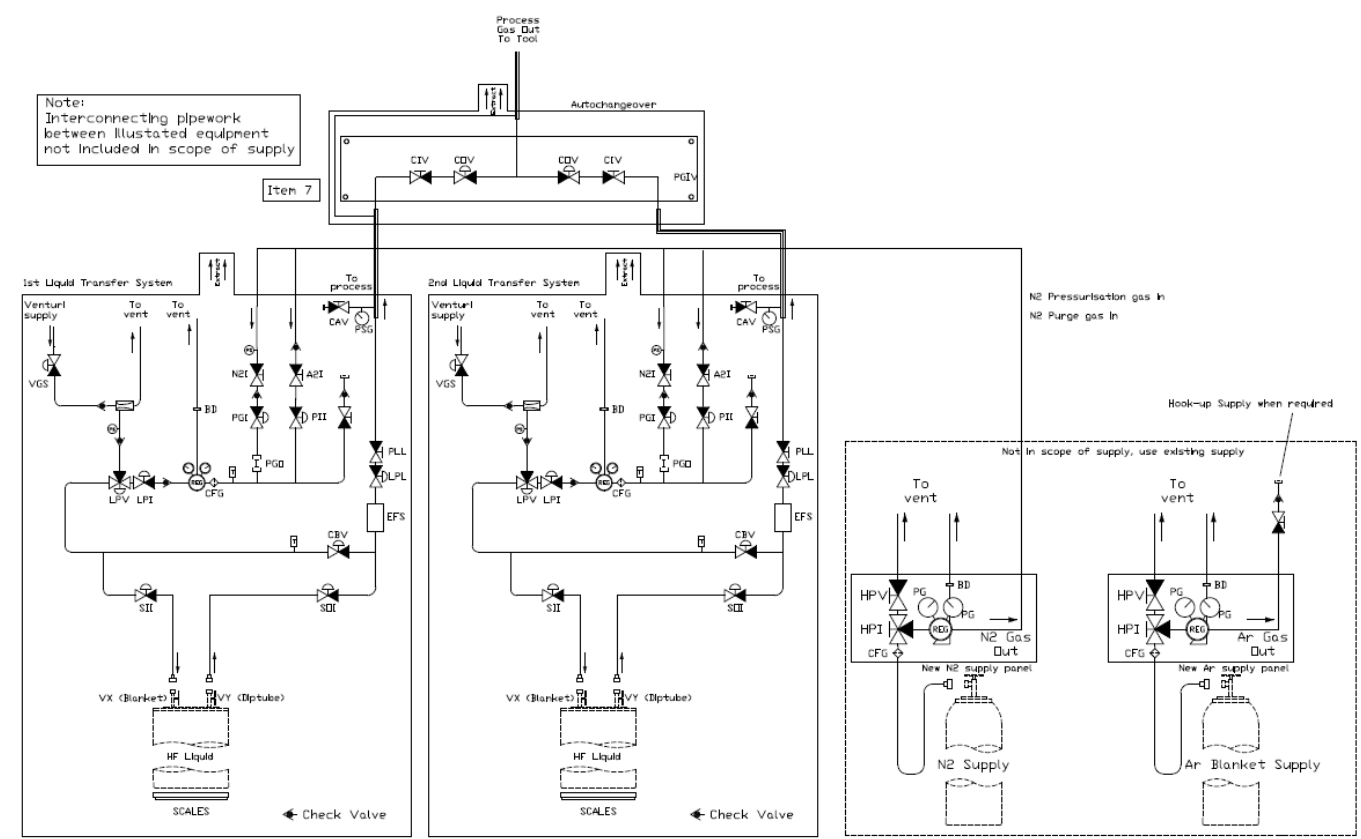 Process
Gas Out
To Tool
Note:
Interconnecting pipework
between illustated equipment
not included in scope of supply
Extract
Autochangeover
CIV
COV
COV
CIV
PGIV
Item 7
1st Liquid Transfer System
Extract
To
process
Venturi
supply
To
vent
To
vent
CAV
PSG
VGS
RS
N2I
A2I
BD
PGI
PII
RS
PGO
PLL
LPL
LPV
LPI
REG
CFG
T
EFS
T
CBV
SII
SOI
VX (Blanket)
VY (Diptube)
HF Liquid
SCALES
Check Valve
2nd Liquid Transfer System
Extract
To
process
Venturi
supply
To
vent
To
vent
CAV
PSG
VGS
RS
N2I
A2I
BD
PGI
PII
RS
PGO
PLL
LPL
LPV
LPI
REG
CFG
T
EFS
T
CBV
SII
SOI
VX (Blanket)
VY (Diptube)
HF Liquid
SCALES
Check Valve
N2 Pressurisation gas in
N2 Purge gas in
Hook-up Supply when required
Not in scope of supply, use existing supply
To
vent
HPV
PG
BD
PG
HPI
REG
N2 Gas
Out
CFG
New N2 supply panel
N2 Supply
To
vent
HPV
PG
BD
PG
HPI
REG
Ar Gas
Out
CFG
New Ar supply panel
Ar Blanket Supply